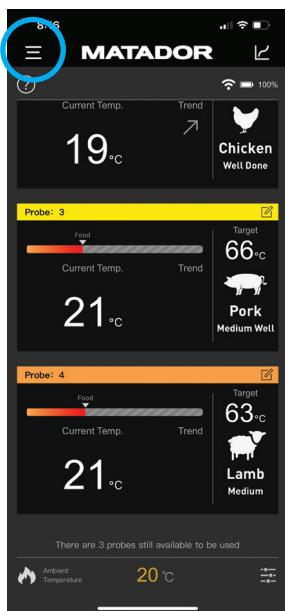 8:16
MATADOR
?
100%
Current Temp.
Trend
19°C
Chicken
Well Done
Probe: 3
Food
Target
66°C
Current Temp.
Trend
21°C
Pork
Medium Well
Probe: 4
Food
Target
63°C
Current Temp.
Trend
21°C
Lamb
Medium
There are 3 probes still available to be used
Ambient
Temperature
20 °C